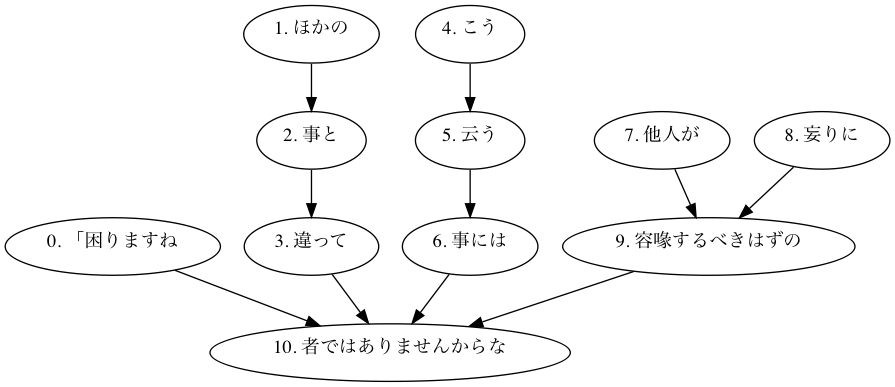 1. ほかの
4. こう
2. 事と
5. 云う
7. 他人が
8. 妄りに
0. 「困りますね
3. 違って
6. 事には
9. 容喙するべきはずの
10. 者ではありませんからな